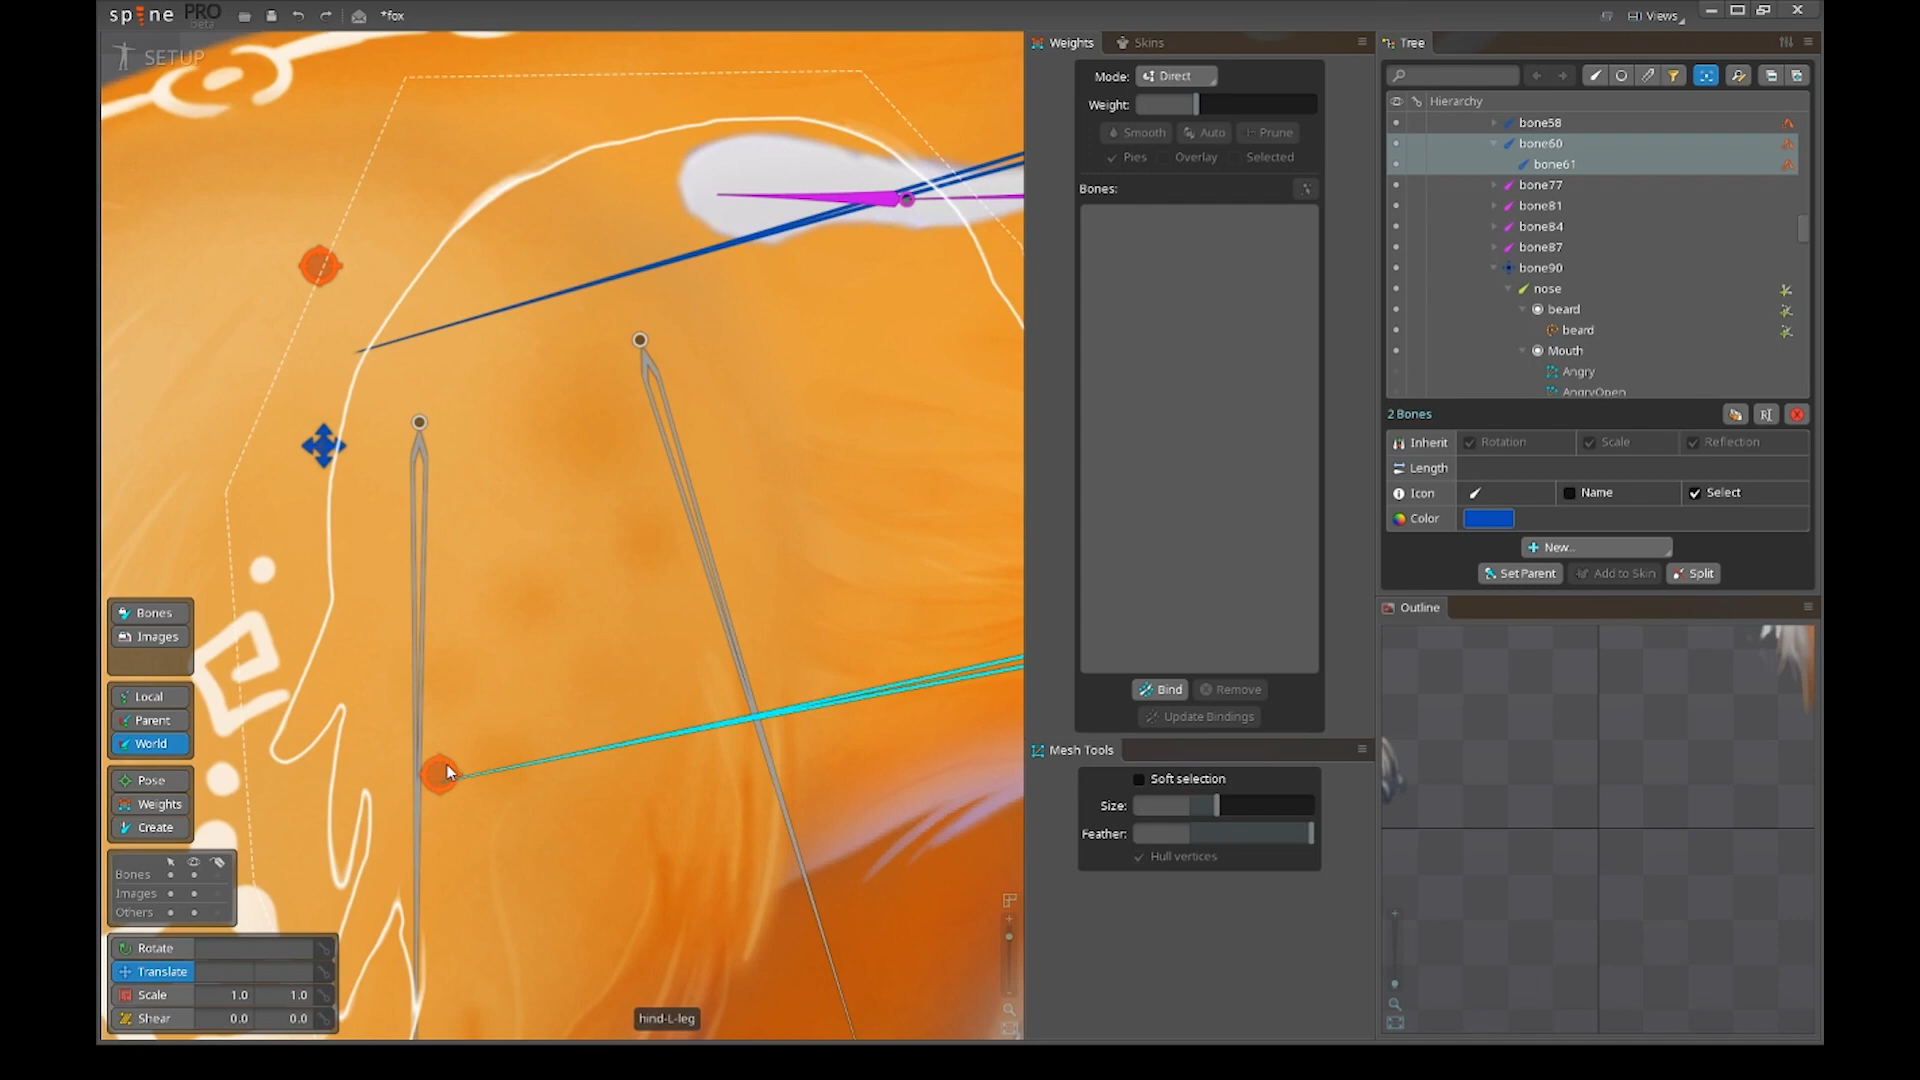 spine PRO
beta
*fox
Views
SETUP
Weights
Skins
Tree
Mode:
Direct
Weight:
Smooth
Auto
Prune
Pies
Overlay
Selected
Bones:
Bind
Remove
Update Bindings
Mesh Tools
Soft selection
Size:
Feather:
Hull vertices
Hierarchy
bone58
bone60
bone61
bone77
bone81
bone84
bone87
bone90
nose
beard
beard
Mouth
Angry
AngryOpen
2 Bones
Inherit
Rotation
Scale
Reflection
Length
Icon
Name
Select
Color
New...
Set Parent
Add to Skin
Split
Outline
Bones
Images
Local
Parent
World
Pose
Weights
Create
Bones
Images
Others
Rotate
Translate
Scale 1.0 1.0
Shear 0.0 0.0
hind-L-leg